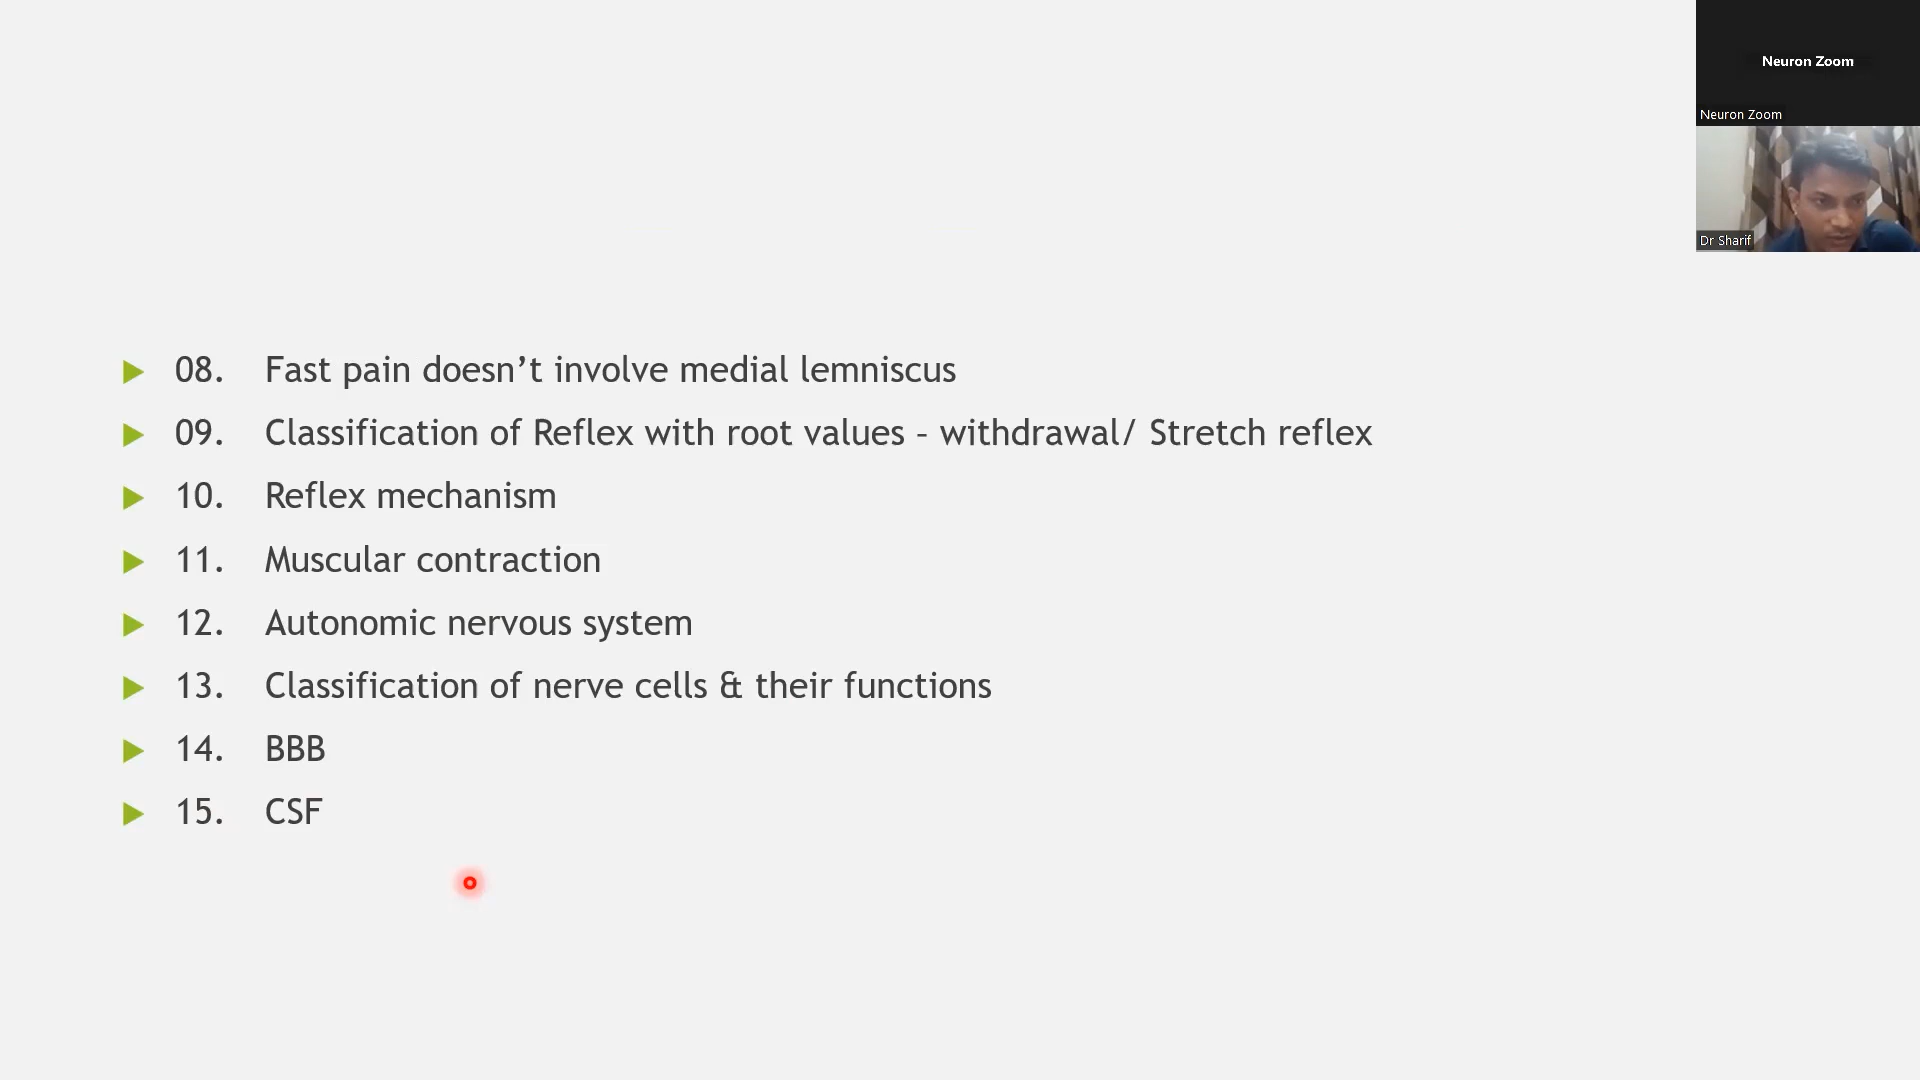 Neuron Zoom
Neuron Zoom
Dr Sharif
08. Fast pain doesn’t involve medial lemniscus
09. Classification of Reflex with root values – withdrawal/ Stretch reflex
10. Reflex mechanism
11. Muscular contraction
12. Autonomic nervous system
13. Classification of nerve cells & their functions
14. BBB
15. CSF